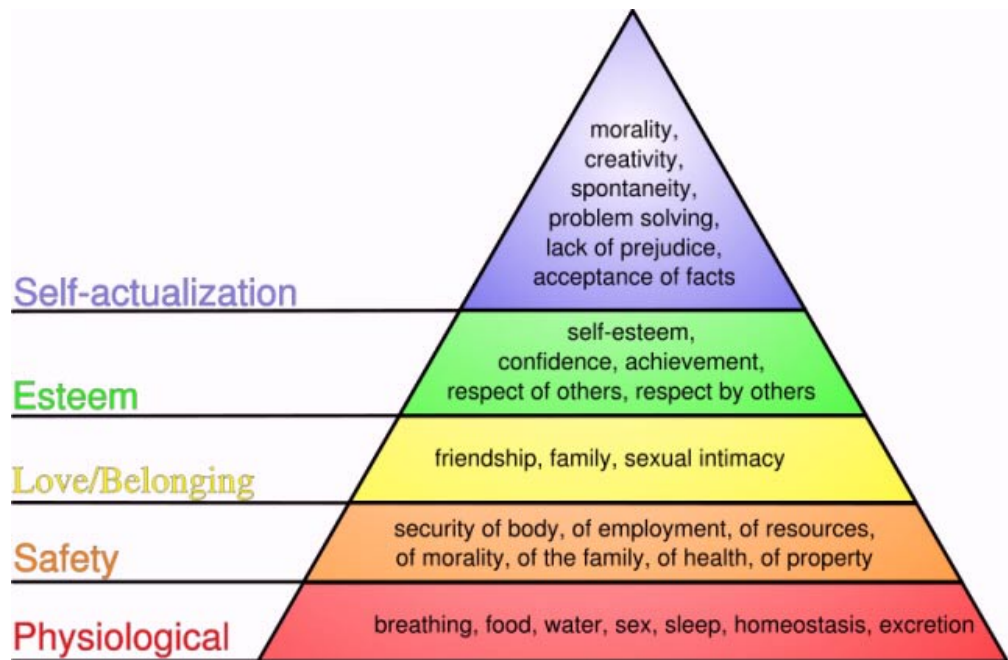 morality,
creativity,
spontaneity,
problem solving,
lack of prejudice,
acceptance of facts
Self-actualization
self-esteem,
confidence, achievement,
respect of others, respect by others
Esteem
friendship, family, sexual intimacy
Love/Belonging
security of body, of employment, of resources,
of morality, of the family, of health, of property
Safety
breathing, food, water, sex, sleep, homeostasis, excretion
Physiological